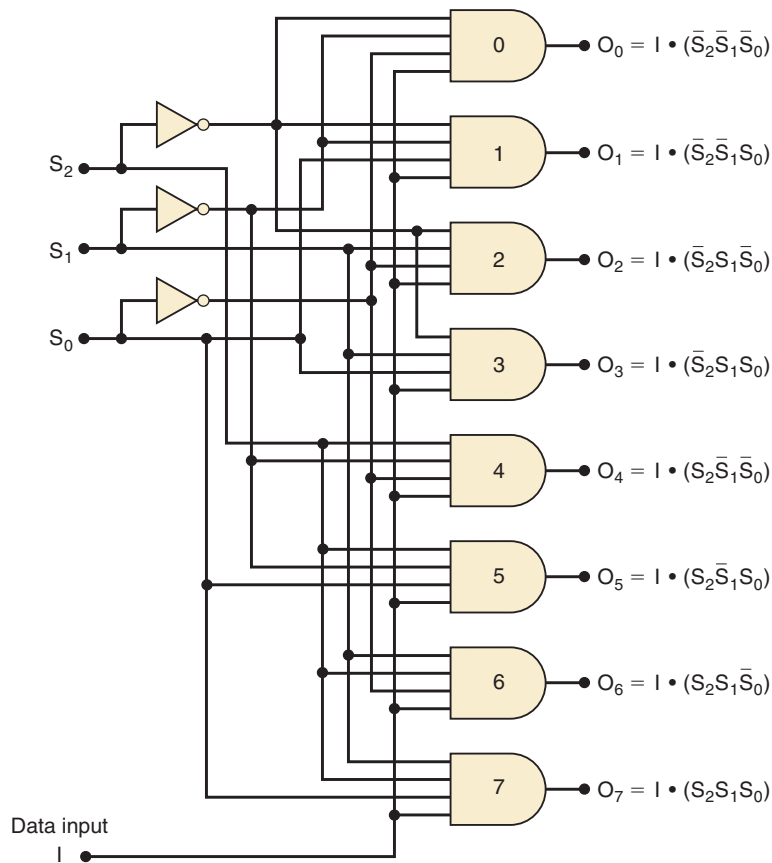 0 O₀ = I • (S̅₂S̅₁S̅₀)
1 O₁ = I • (S̅₂S̅₁S₀)
S₂
2 O₂ = I • (S̅₂S₁S̅₀)
S₁
3 O₃ = I • (S̅₂S₁S₀)
S₀
4 O₄ = I • (S₂S̅₁S̅₀)
5 O₅ = I • (S₂S̅₁S₀)
6 O₆ = I • (S₂S₁S̅₀)
7 O₇ = I • (S₂S₁S₀)
Data input
I